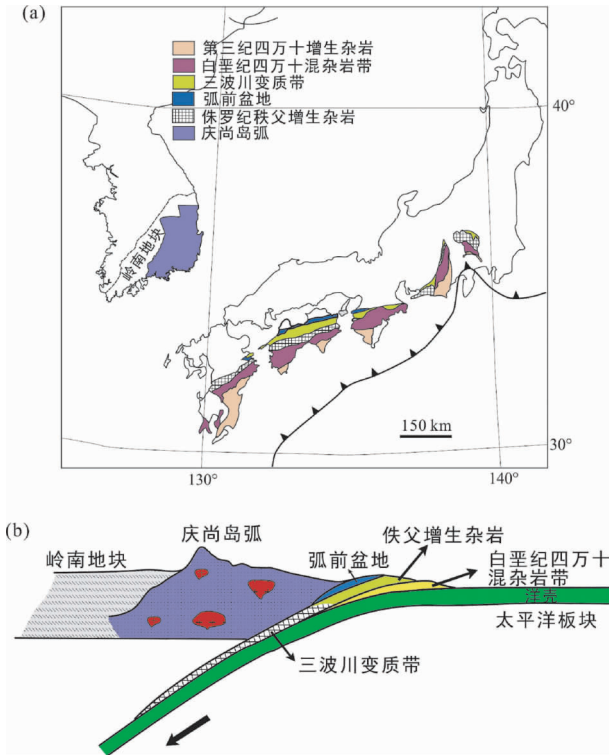 (a)
第三纪四万十增生杂岩
白垩纪四万十混杂岩带
三波川变质带
弧前盆地
侏罗纪秩父增生杂岩
庆尚岛弧
40°
岭南地块
150 km
30°
130°
140°
(b)
庆尚岛弧
秩父增生杂岩
岭南地块
弧前盆地
白垩纪四万十
混杂岩带
洋壳
太平洋板块
三波川变质带